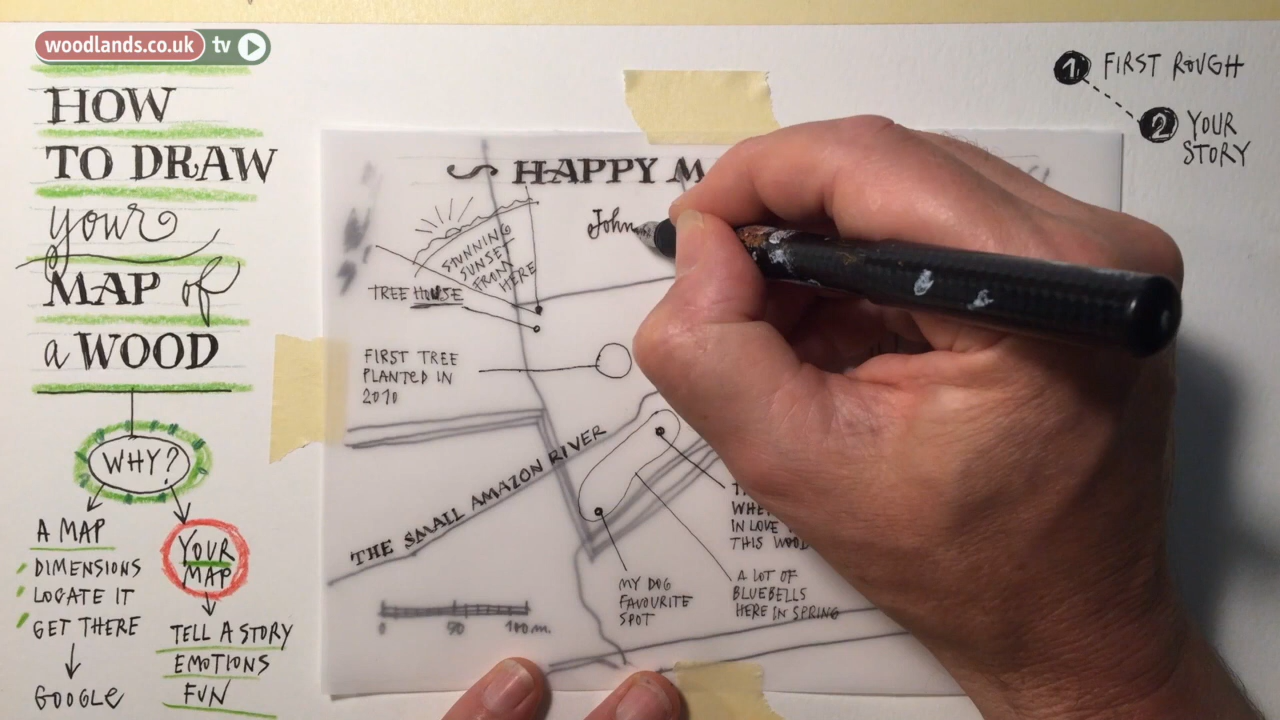 woodlands.co.uk tv
HOW
TO DRAW
your
MAP of
a WOOD
WHY?
A MAP
DIMENSIONS
LOCATE IT
GET THERE
GOOGLE
YOUR
MAP
TELL A STORY
EMOTIONS
FUN
1 FIRST ROUGH
2 YOUR
STORY
HAPPY
John
STUNNING
SUNSET
FROM
HERE
TREE HOUSE
FIRST TREE
PLANTED IN
2010
THE SMALL AMAZON RIVER
IN LOVE
THIS WOOD
MY DOG
FAVOURITE
SPOT
A LOT OF
BLUEBELLS
HERE IN SPRING
0 50 100 m.